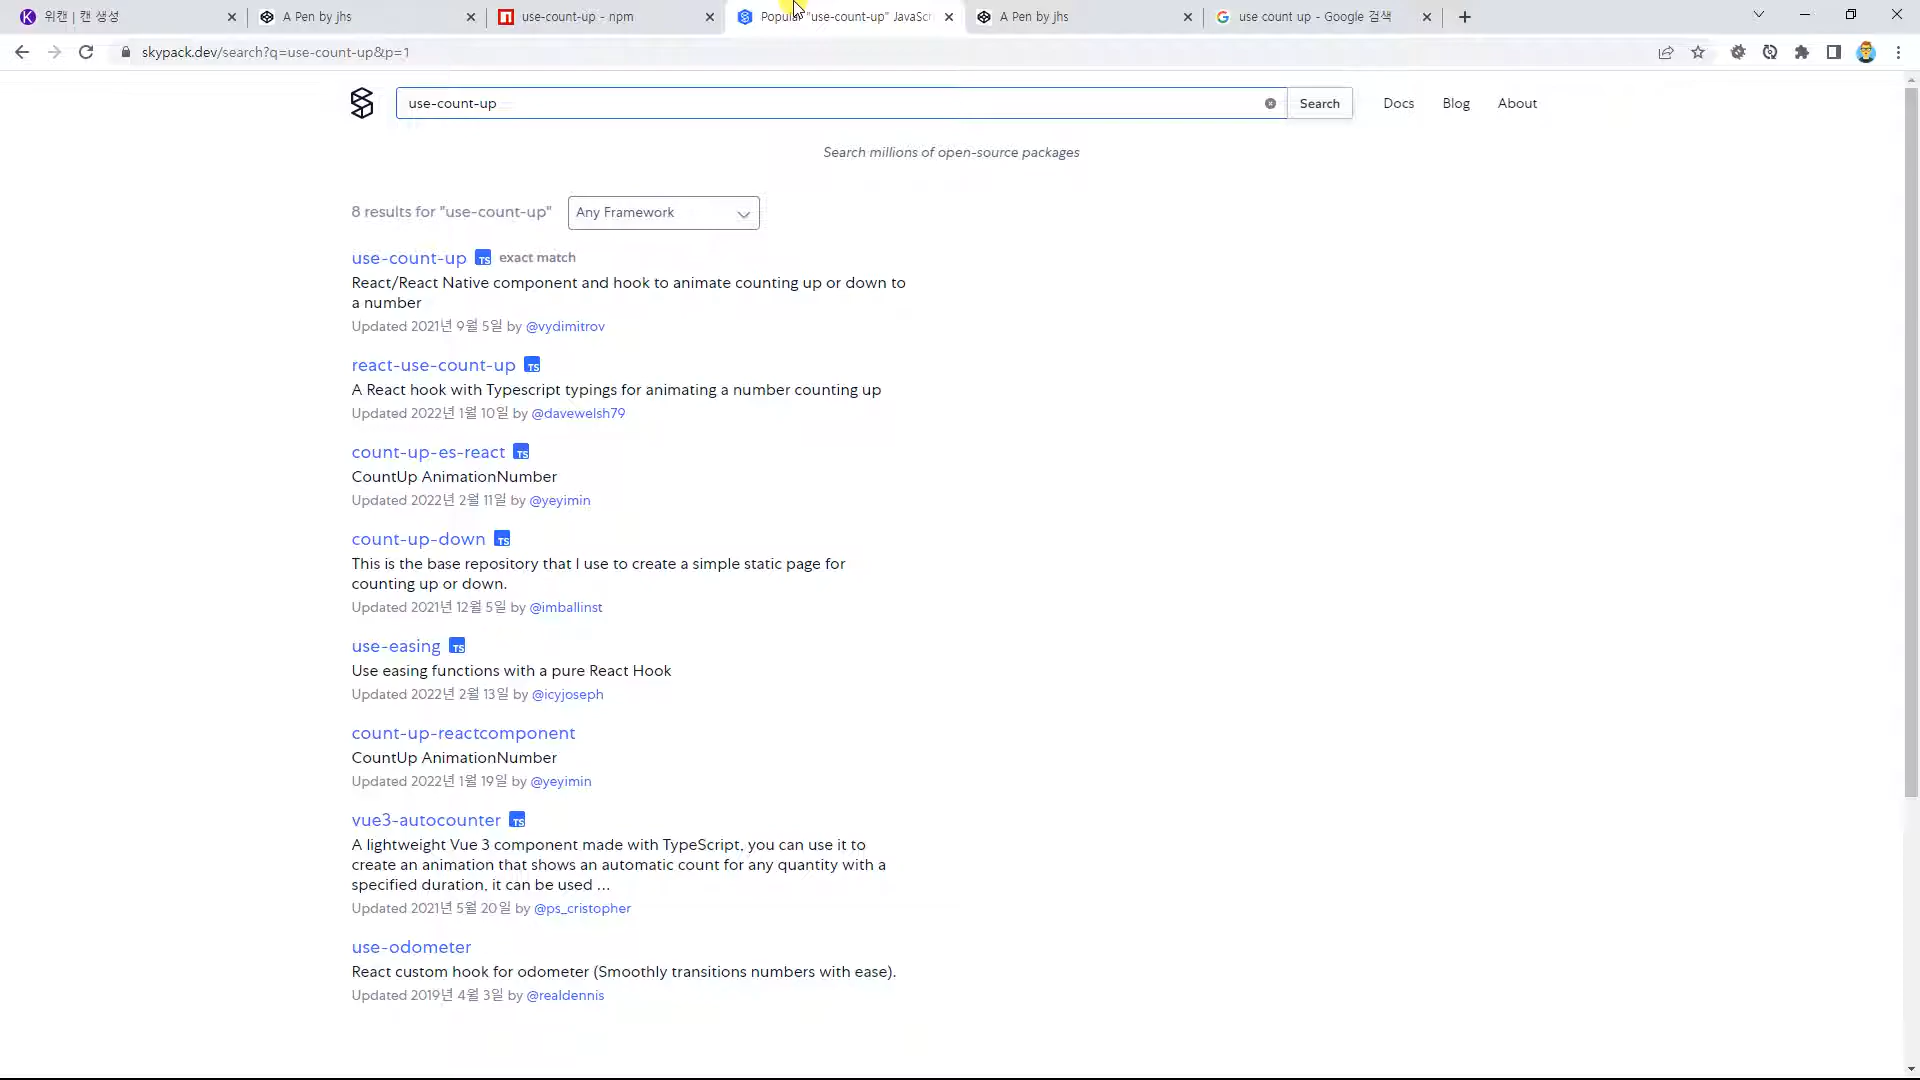 위캔 | 캔 생성
A Pen by jhs
use-count-up - npm
"use-count-up" JavaScr
A Pen by jhs
use count up - Google 검색
skypack.dev/search?q=use-count-up&p=1
use-count-up
Search
Docs
Blog
About
Search millions of open-source packages
8 results for "use-count-up"
Any Framework
use-count-up TS exact match
React/React Native component and hook to animate counting up or down to
a number
Updated 2021년 9월 5일 by @vydimitrov
react-use-count-up TS
A React hook with Typescript typings for animating a number counting up
Updated 2022년 1월 10일 by @davewelsh79
count-up-es-react TS
CountUp AnimationNumber
Updated 2022년 2월 11일 by @yeyimin
count-up-down TS
This is the base repository that I use to create a simple static page for
counting up or down.
Updated 2021년 12월 5일 by @imballinst
use-easing TS
Use easing functions with a pure React Hook
Updated 2022년 2월 13일 by @icyjoseph
count-up-reactcomponent
CountUp AnimationNumber
Updated 2022년 1월 19일 by @yeyimin
vue3-autocounter TS
A lightweight Vue 3 component made with TypeScript, you can use it to
create an animation that shows an automatic count for any quantity with a
specified duration, it can be used ...
Updated 2021년 5월 20일 by @ps_cristopher
use-odometer
React custom hook for odometer (Smoothly transitions numbers with ease).
Updated 2019년 4월 3일 by @realdennis